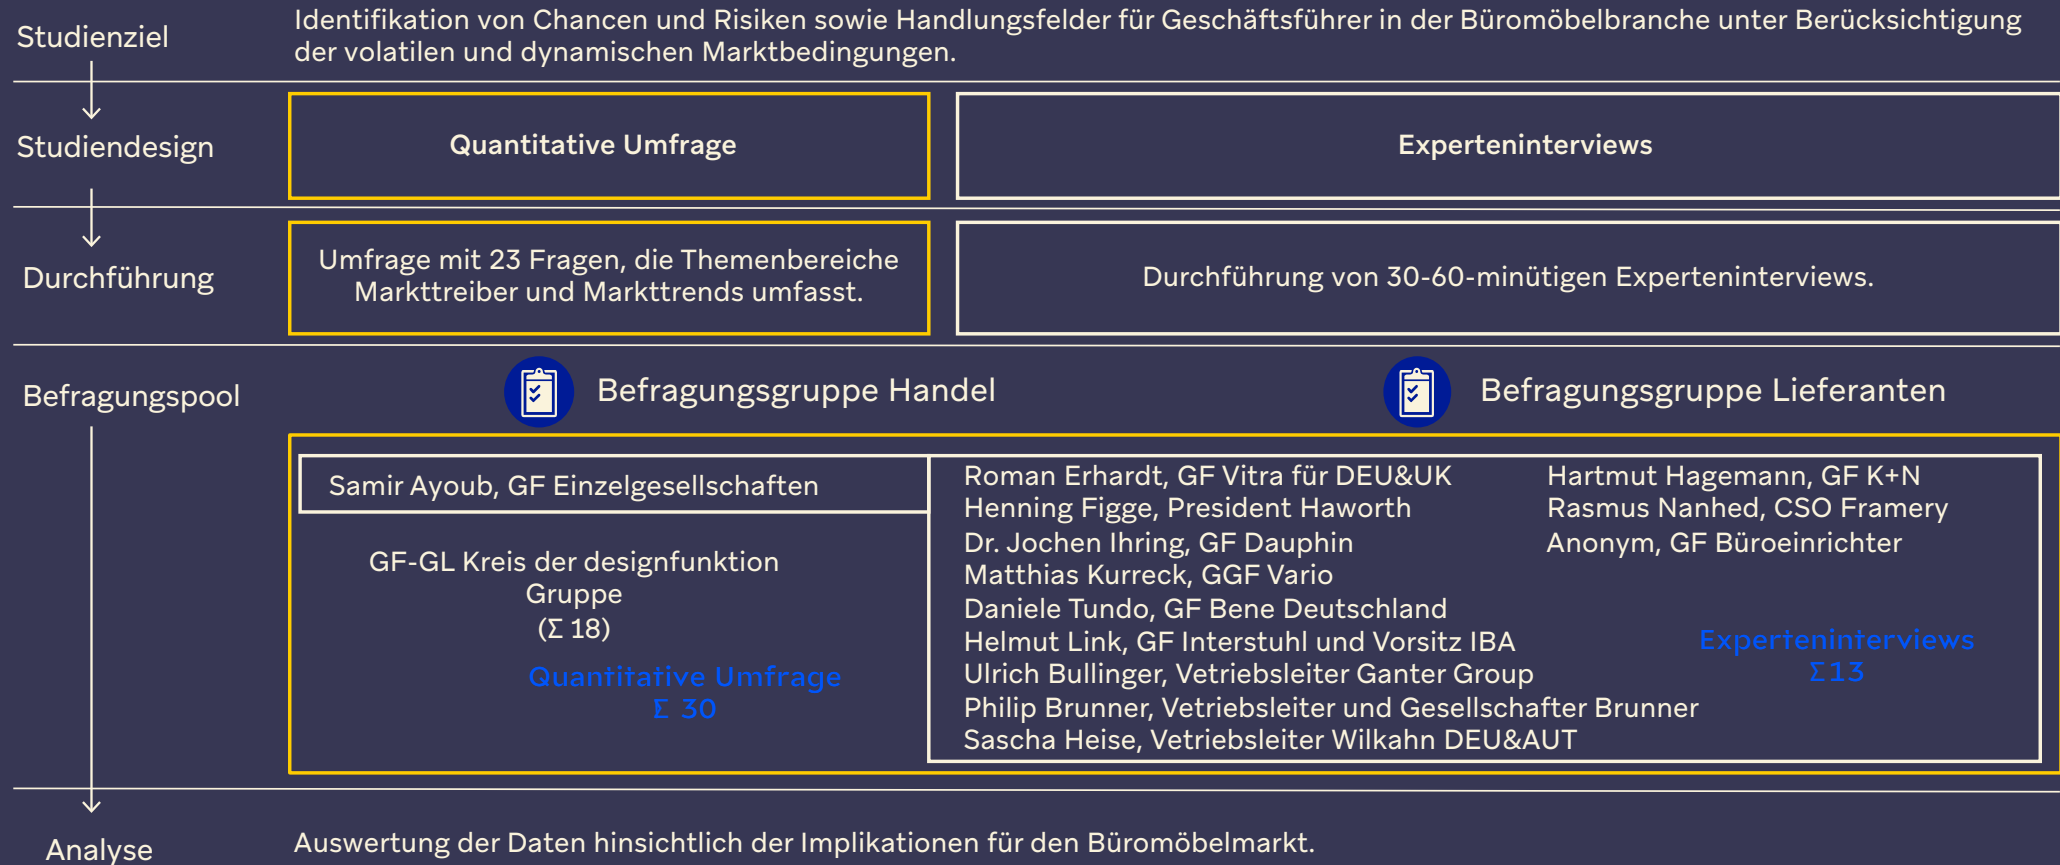 Studienziel
Identifikation von Chancen und Risiken sowie Handlungsfelder für Geschäftsführer in der Büromöbelbranche unter Berücksichtigung
der volatilen und dynamischen Marktbedingungen.
Studiendesign
Quantitative Umfrage
Experteninterviews
Durchführung
Umfrage mit 23 Fragen, die Themenbereiche
Markttreiber und Markttrends umfasst.
Durchführung von 30-60-minütigen Experteninterviews.
Befragungspool
Befragungsgruppe Handel
Befragungsgruppe Lieferanten
Samir Ayoub, GF Einzelgesellschaften
GF-GL Kreis der designfunktion
Gruppe
(Σ 18)
Quantitative Umfrage
Σ 30
Roman Erhardt, GF Vitra für DEU&UK
Henning Figge, President Haworth
Dr. Jochen Ihring, GF Dauphin
Matthias Kurreck, GGF Vario
Daniele Tundo, GF Bene Deutschland
Helmut Link, GF Interstuhl und Vorsitz IBA
Ulrich Bullinger, Vetriebsleiter Ganter Group
Philip Brunner, Vetriebsleiter und Gesellschafter Brunner
Sascha Heise, Vetriebsleiter Wilkahn DEU&AUT
Hartmut Hagemann, GF K+N
Rasmus Nanhed, CSO Framery
Anonym, GF Büroeinrichter
Experteninterviews
Σ13
Analyse
Auswertung der Daten hinsichtlich der Implikationen für den Büromöbelmarkt.